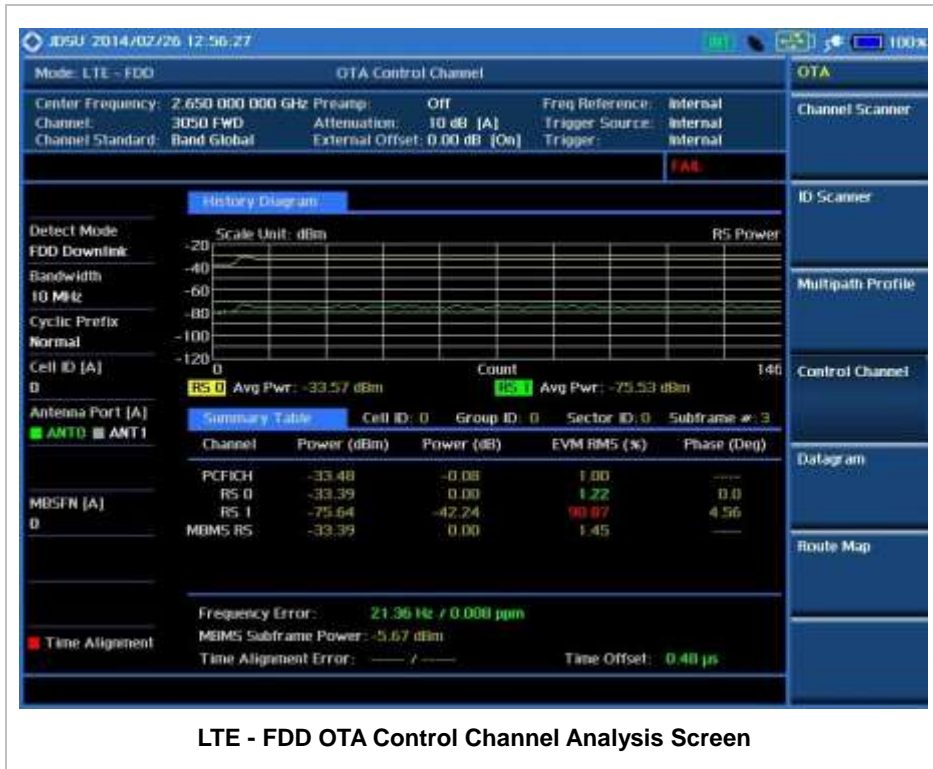 JDSU 2014/02/26 12:56:27
INT
100%
Mode: LTE - FDD
OTA Control Channel
OTA
Center Frequency: 2.650 000 000 GHz Preamp: Off Freq Reference: Internal
Channel: 3050 FWD Attenuation: 10 dB [A] Trigger Source: Internal
Channel Standard: Band Global External Offset: 0.00 dB [On] Trigger: Internal
FAIL
Channel Scanner
ID Scanner
Multipath Profile
Control Channel
Datagram
Route Map
Detect Mode
FDD Downlink
Bandwidth
10 MHz
Cyclic Prefix
Normal
Cell ID [A]
0
Antenna Port [A]
ANT0 ANT1
MBSFN [A]
0
Time Alignment
History Diagram
Scale Unit: dBm RS Power
-20
-40
-60
-80
-100
-120
0 Count 146
RS 0 Avg Pwr: -33.57 dBm RS 1 Avg Pwr: -75.53 dBm
Summary Table Cell ID: 0 Group ID: 0 Sector ID: 0 Subframe #: 3
Channel Power (dBm) Power (dB) EVM RMS (%) Phase (Deg)
PCFICH -33.48 -0.08 1.00 -----
RS 0 -33.39 0.00 1.22 0.0
RS 1 -75.64 -42.24 4.56
MBMS RS -33.39 0.00 1.45 -----
Frequency Error: 21.36 Hz / 0.008 ppm
MBMS Subframe Power: -5.67 dBm
Time Alignment Error: ----- / ----- Time Offset: 0.48 µs
LTE - FDD OTA Control Channel Analysis Screen